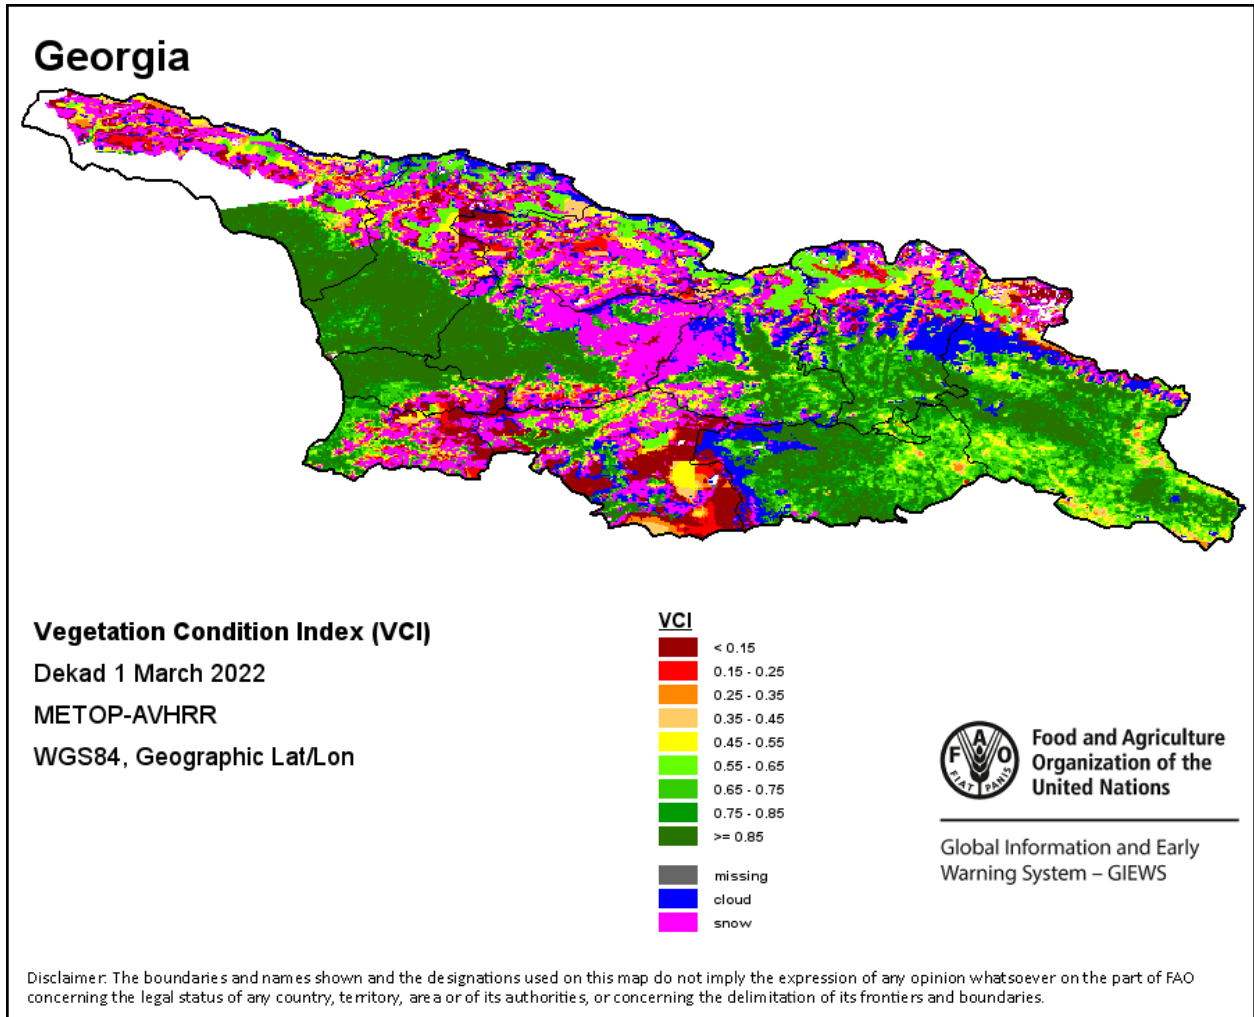 Georgia
Vegetation Condition Index (VCI)
Dekad 1 March 2022
METOP-AVHRR
WGS84, Geographic Lat/Lon
VCI
< 0.15
0.15 - 0.25
0.25 - 0.35
0.35 - 0.45
0.45 - 0.55
0.55 - 0.65
0.65 - 0.75
0.75 - 0.85
>= 0.85
missing
cloud
snow
F A O
FIAT PANIS
Food and Agriculture
Organization of the
United Nations
Global Information and Early
Warning System – GIEWS
Disclaimer: The boundaries and names shown and the designations used on this map do not imply the expression of any opinion whatsoever on the part of FAO
concerning the legal status of any country, territory, area or of its authorities, or concerning the delimitation of its frontiers and boundaries.